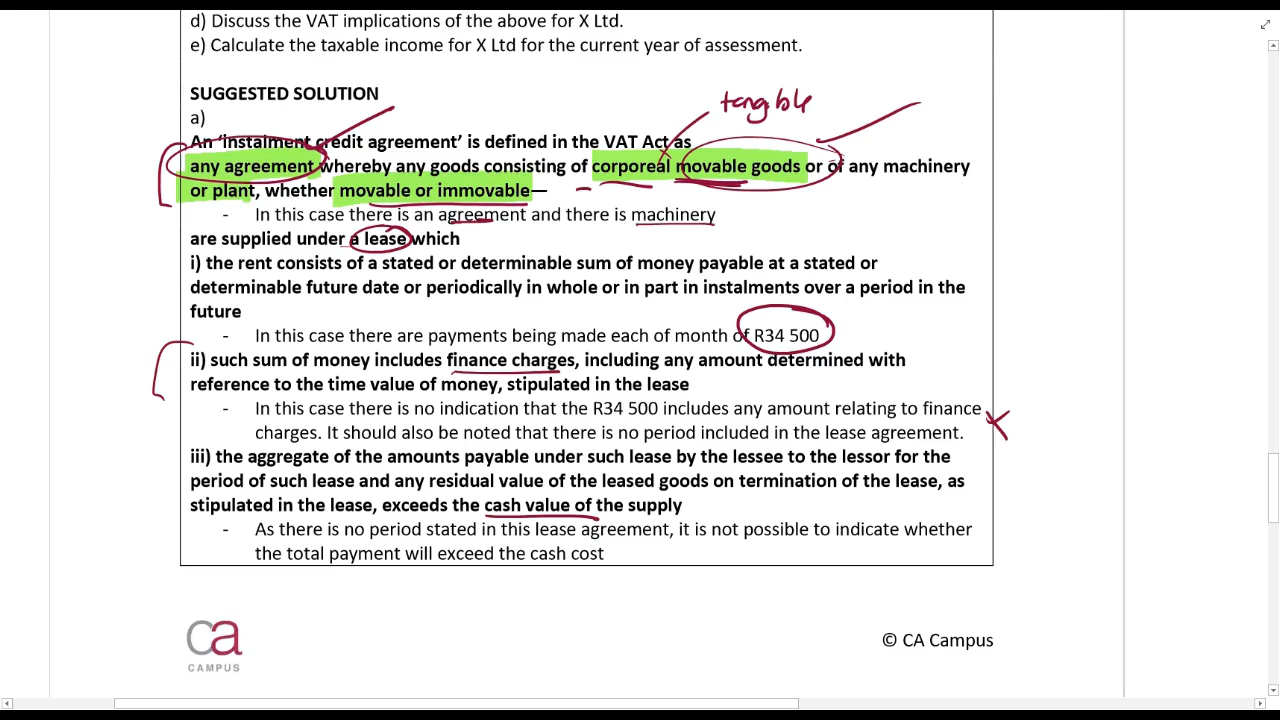 d) Discuss the VAT implications of the above for X Ltd.
e) Calculate the taxable income for X Ltd for the current year of assessment.
SUGGESTED SOLUTION
tangible
a)
An 'instalment credit agreement' is defined in the VAT Act as
any agreement whereby any goods consisting of corporeal movable goods or of any machinery
or plant, whether movable or immovable—
- In this case there is an agreement and there is machinery
are supplied under a lease which
i) the rent consists of a stated or determinable sum of money payable at a stated or
determinable future date or periodically in whole or in part in instalments over a period in the
future
- In this case there are payments being made each of month of R34 500
ii) such sum of money includes finance charges, including any amount determined with
reference to the time value of money, stipulated in the lease
- In this case there is no indication that the R34 500 includes any amount relating to finance
charges. It should also be noted that there is no period included in the lease agreement.
iii) the aggregate of the amounts payable under such lease by the lessee to the lessor for the
period of such lease and any residual value of the leased goods on termination of the lease, as
stipulated in the lease, exceeds the cash value of the supply
- As there is no period stated in this lease agreement, it is not possible to indicate whether
the total payment will exceed the cash cost
ca
CAMPUS
© CA Campus